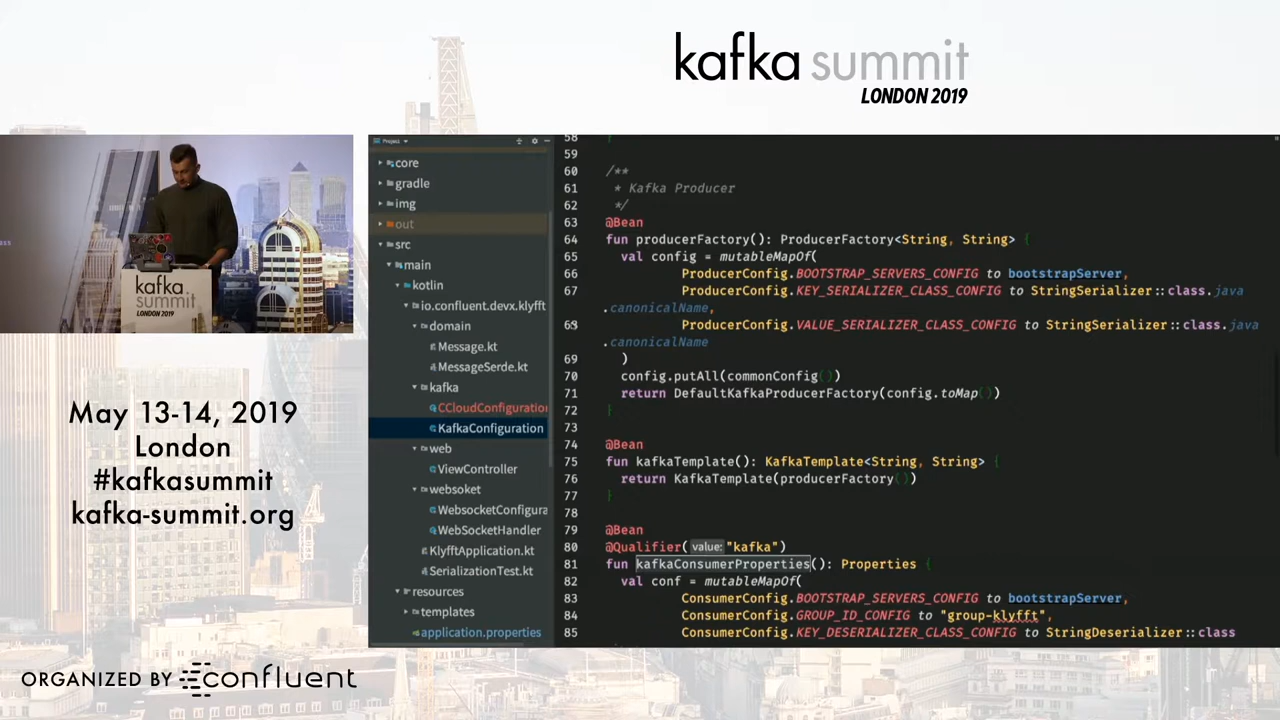 kafka summit
LONDON 2019
kafka
summit
LONDON 2019
May 13-14, 2019
London
#kafkasummit
kafka-summit.org
ORGANIZED BY confluent
Project
core
gradle
img
out
src
main
kotlin
io.confluent.devx.klyfft
domain
Message.kt
MessageSerde.kt
kafka
CCloudConfiguration
KafkaConfiguration
web
ViewController
websoket
WebsocketConfigura
WebSocketHandler
KlyfftApplication.kt
SerializationTest.kt
resources
templates
application.properties
58 }
59
60 /**
61 * Kafka Producer
62 */
63 @Bean
64 fun producerFactory(): ProducerFactory<String, String> {
65 val config = mutableMapOf(
66 ProducerConfig.BOOTSTRAP_SERVERS_CONFIG to bootstrapServer,
67 ProducerConfig.KEY_SERIALIZER_CLASS_CONFIG to StringSerializer::class.java
.canonicalName,
68 ProducerConfig.VALUE_SERIALIZER_CLASS_CONFIG to StringSerializer::class.java
.canonicalName
69 )
70 config.putAll(commonConfig())
71 return DefaultKafkaProducerFactory(config.toMap())
72 }
73
74 @Bean
75 fun kafkaTemplate(): KafkaTemplate<String, String> {
76 return KafkaTemplate(producerFactory())
77 }
78
79 @Bean
80 @Qualifier( value: "kafka")
81 fun kafkaConsumerProperties(): Properties {
82 val conf = mutableMapOf(
83 ConsumerConfig.BOOTSTRAP_SERVERS_CONFIG to bootstrapServer,
84 ConsumerConfig.GROUP_ID_CONFIG to "group-klyfft",
85 ConsumerConfig.KEY_DESERIALIZER_CLASS_CONFIG to StringDeserializer::class